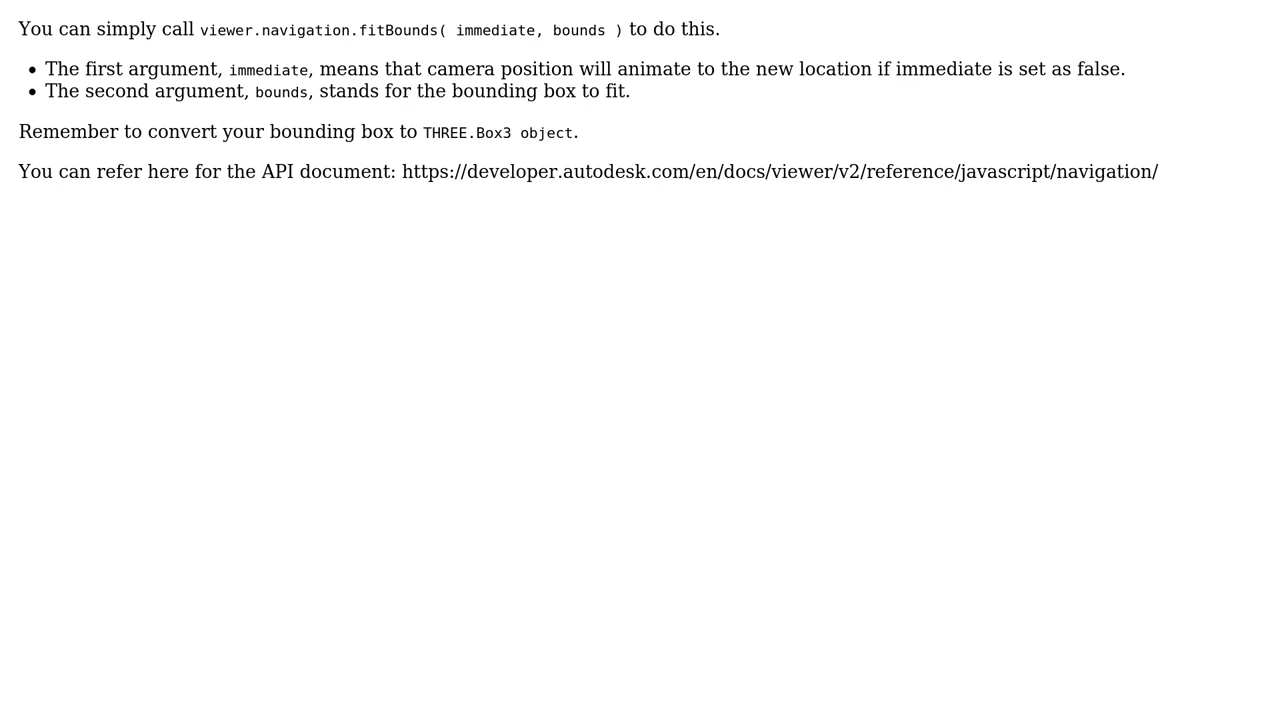 You can simply call viewer.navigation.fitBounds( immediate, bounds ) to do this.
• The first argument, immediate, means that camera position will animate to the new location if immediate is set as false.
• The second argument, bounds, stands for the bounding box to fit.
Remember to convert your bounding box to THREE.Box3 object.
You can refer here for the API document: https://developer.autodesk.com/en/docs/viewer/v2/reference/javascript/navigation/